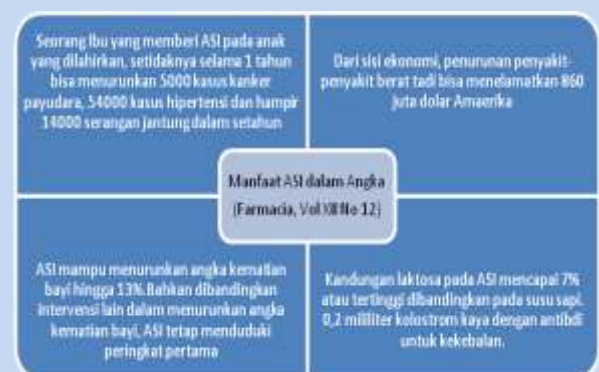 Seorang Ibu yang memberi ASI pada anak
yang dilahirkan, setidaknya selama 1 tahun
bisa menurunkan 5000 kasus kanker
payudara, 54000 kasus hipertensi dan hampir
14000 serangan jantung dalam setahun
Dari sisi ekonomi, penurunan penyakit-
penyakit berat tadi bisa menelamatkan 860
juta dolar Amaerika
Manfaat ASI dalam Angka
(Farmacia, Vol XII No 12)
ASI mampu menurunkan angka kematian
bayi hingga 13%. Bahkan dibandingkan
intervensi lain dalam menurunkan angka
kematian bayi, ASI tetap menduduki
peringkat pertama
Kandungan laktosa pada ASI mencapai 7%
atau tertinggi dibandingkan pada susu sapi.
0,2 mililiter kolostrom kaya dengan antibdi
untuk kekebalan.